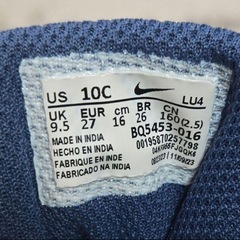 US 10C LU4
UK EUR cm BR CN
9.5 27 16 26 160(2.5)
MADE IN INDIA BQ5453-016
HECHO EN INDIA
FABRIQUE EN INDE
FABRICADO NA INDIA